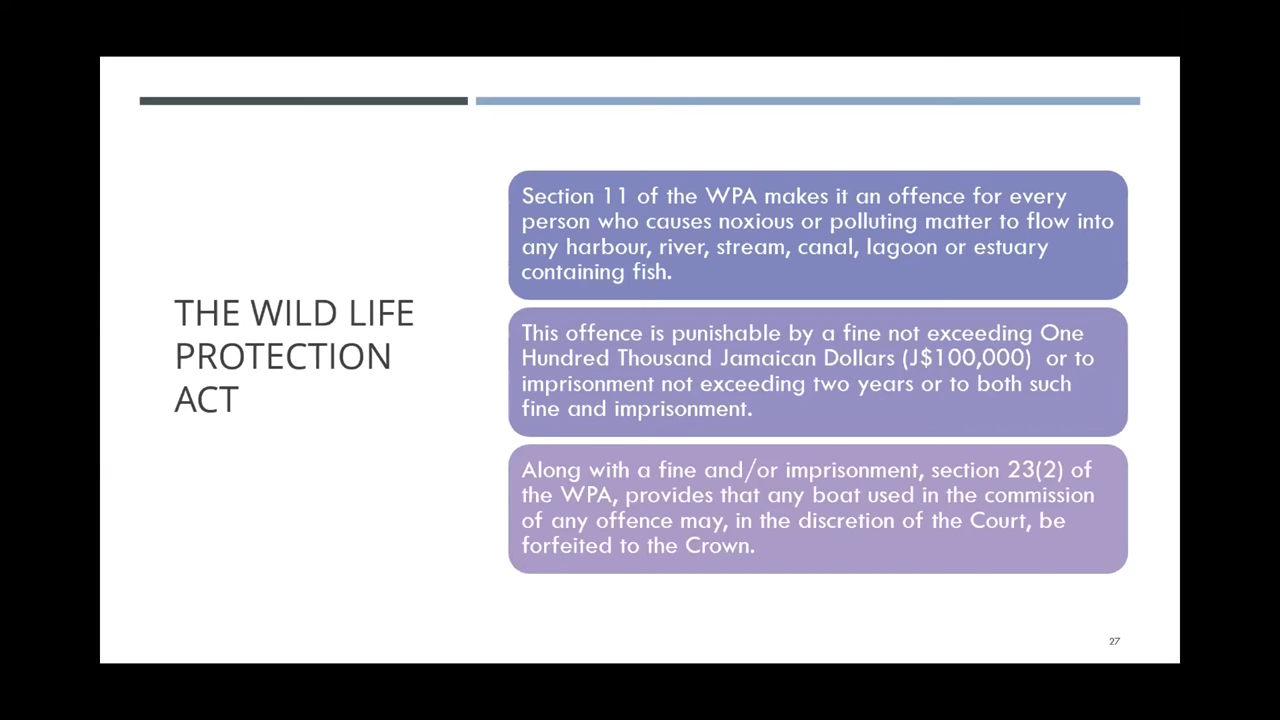 THE WILD LIFE
PROTECTION
ACT
Section 11 of the WPA makes it an offence for every
person who causes noxious or polluting matter to flow into
any harbour, river, stream, canal, lagoon or estuary
containing fish.
This offence is punishable by a fine not exceeding One
Hundred Thousand Jamaican Dollars (J$100,000) or to
imprisonment not exceeding two years or to both such
fine and imprisonment.
Along with a fine and/or imprisonment, section 23(2) of
the WPA, provides that any boat used in the commission
of any offence may, in the discretion of the Court, be
forfeited to the Crown.
27